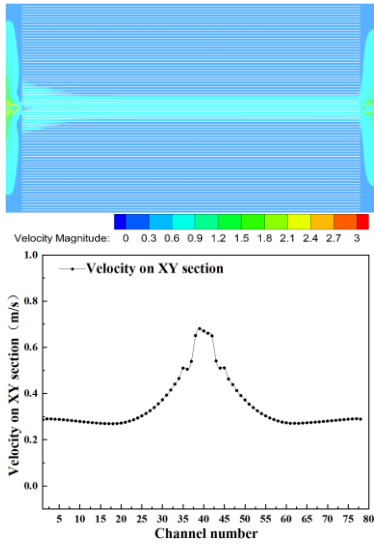 Velocity Magnitude: 0 0.3 0.6 0.9 1.2 1.5 1.8 2.1 2.4 2.7 3
1.0
Velocity on XY section
0.8
0.6
0.4
0.2
0.0
Velocity on XY section（m/s）
5 10 15 20 25 30 35 40 45 50 55 60 65 70 75 80
Channel number